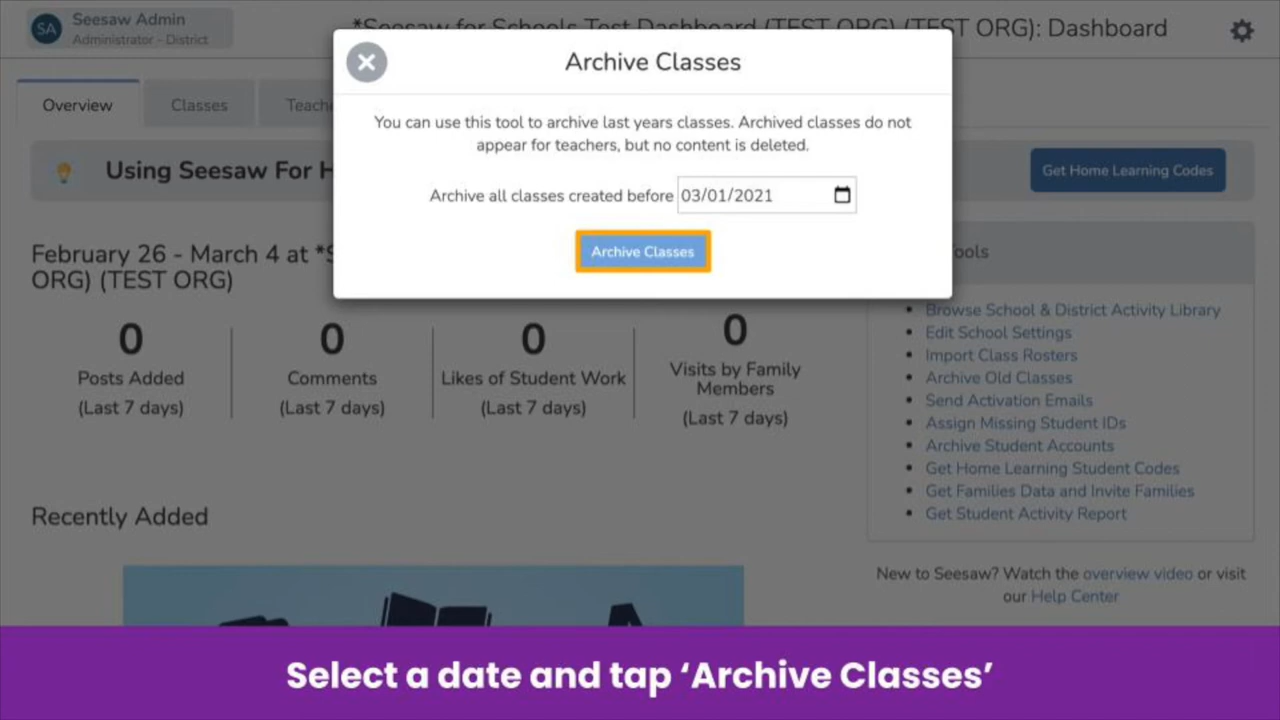 SA
Seesaw Admin
Administrator - District
*Seesaw for Schools Test Dashboard (TEST ORG) (TEST ORG): Dashboard
Archive Classes
Overview
Classes
Teache
You can use this tool to archive last years classes. Archived classes do not
appear for teachers, but no content is deleted.
Using Seesaw For H
Get Home Learning Codes
Archive all classes created before 03/01/2021
Archive Classes
February 26 - March 4 at *S
ORG) (TEST ORG)
0
Posts Added
(Last 7 days)
0
Comments
(Last 7 days)
0
Likes of Student Work
(Last 7 days)
0
Visits by Family
Members
(Last 7 days)
ools
Browse School & District Activity Library
Edit School Settings
Import Class Rosters
Archive Old Classes
Send Activation Emails
Assign Missing Student IDs
Archive Student Accounts
Get Home Learning Student Codes
Get Families Data and Invite Families
Get Student Activity Report
Recently Added
New to Seesaw? Watch the overview video or visit
our Help Center
Select a date and tap ‘Archive Classes’